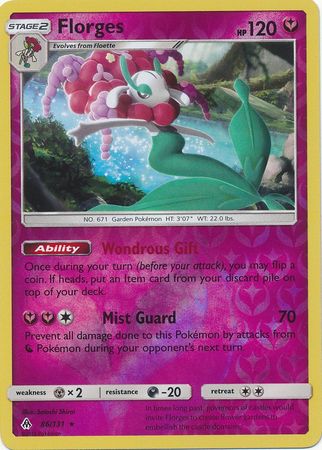 STAGE2
Florges
HP 120
Evolves from Floette
NO. 671 Garden Pokémon HT: 3'07" WT: 22.0 lbs.
Ability Wondrous Gift
Once during your turn (before your attack), you may flip a
coin. If heads, put an Item card from your discard pile on
top of your deck.
Mist Guard 70
Prevent all damage done to this Pokémon by attacks from
Pokémon during your opponent's next turn.
weakness ×2 resistance -20 retreat
Illus. Satoshi Shirai
86/131
In times long past, governors of castles would
invite Florges to create flower gardens to
embellish the castle domains.